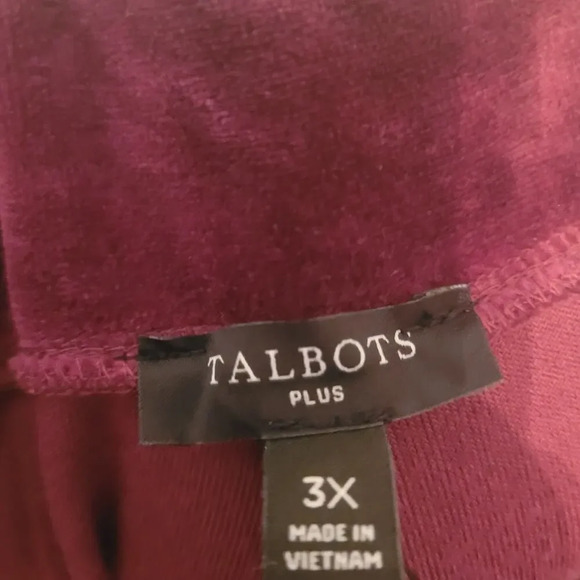 TALBOTS
PLUS
3X
MADE IN
VIETNAM